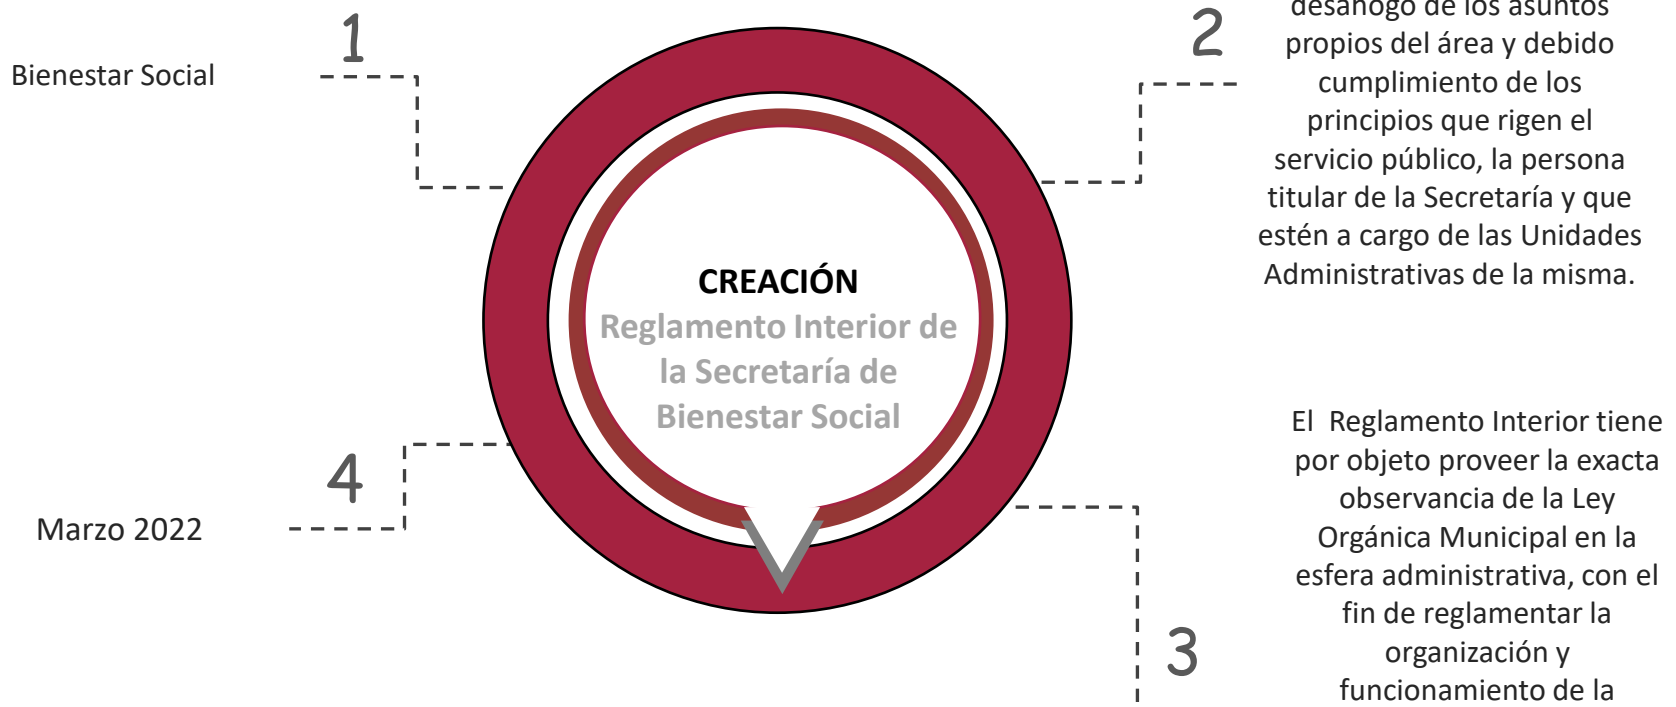 1
Bienestar Social
2
desahogo de los asuntos
propios del área y debido
cumplimiento de los
principios que rigen el
servicio público, la persona
titular de la Secretaría y que
estén a cargo de las Unidades
Administrativas de la misma.
CREACIÓN
Reglamento Interior de
la Secretaría de
Bienestar Social
3
El Reglamento Interior tiene
por objeto proveer la exacta
observancia de la Ley
Orgánica Municipal en la
esfera administrativa, con el
fin de reglamentar la
organización y
funcionamiento de la
4
Marzo 2022